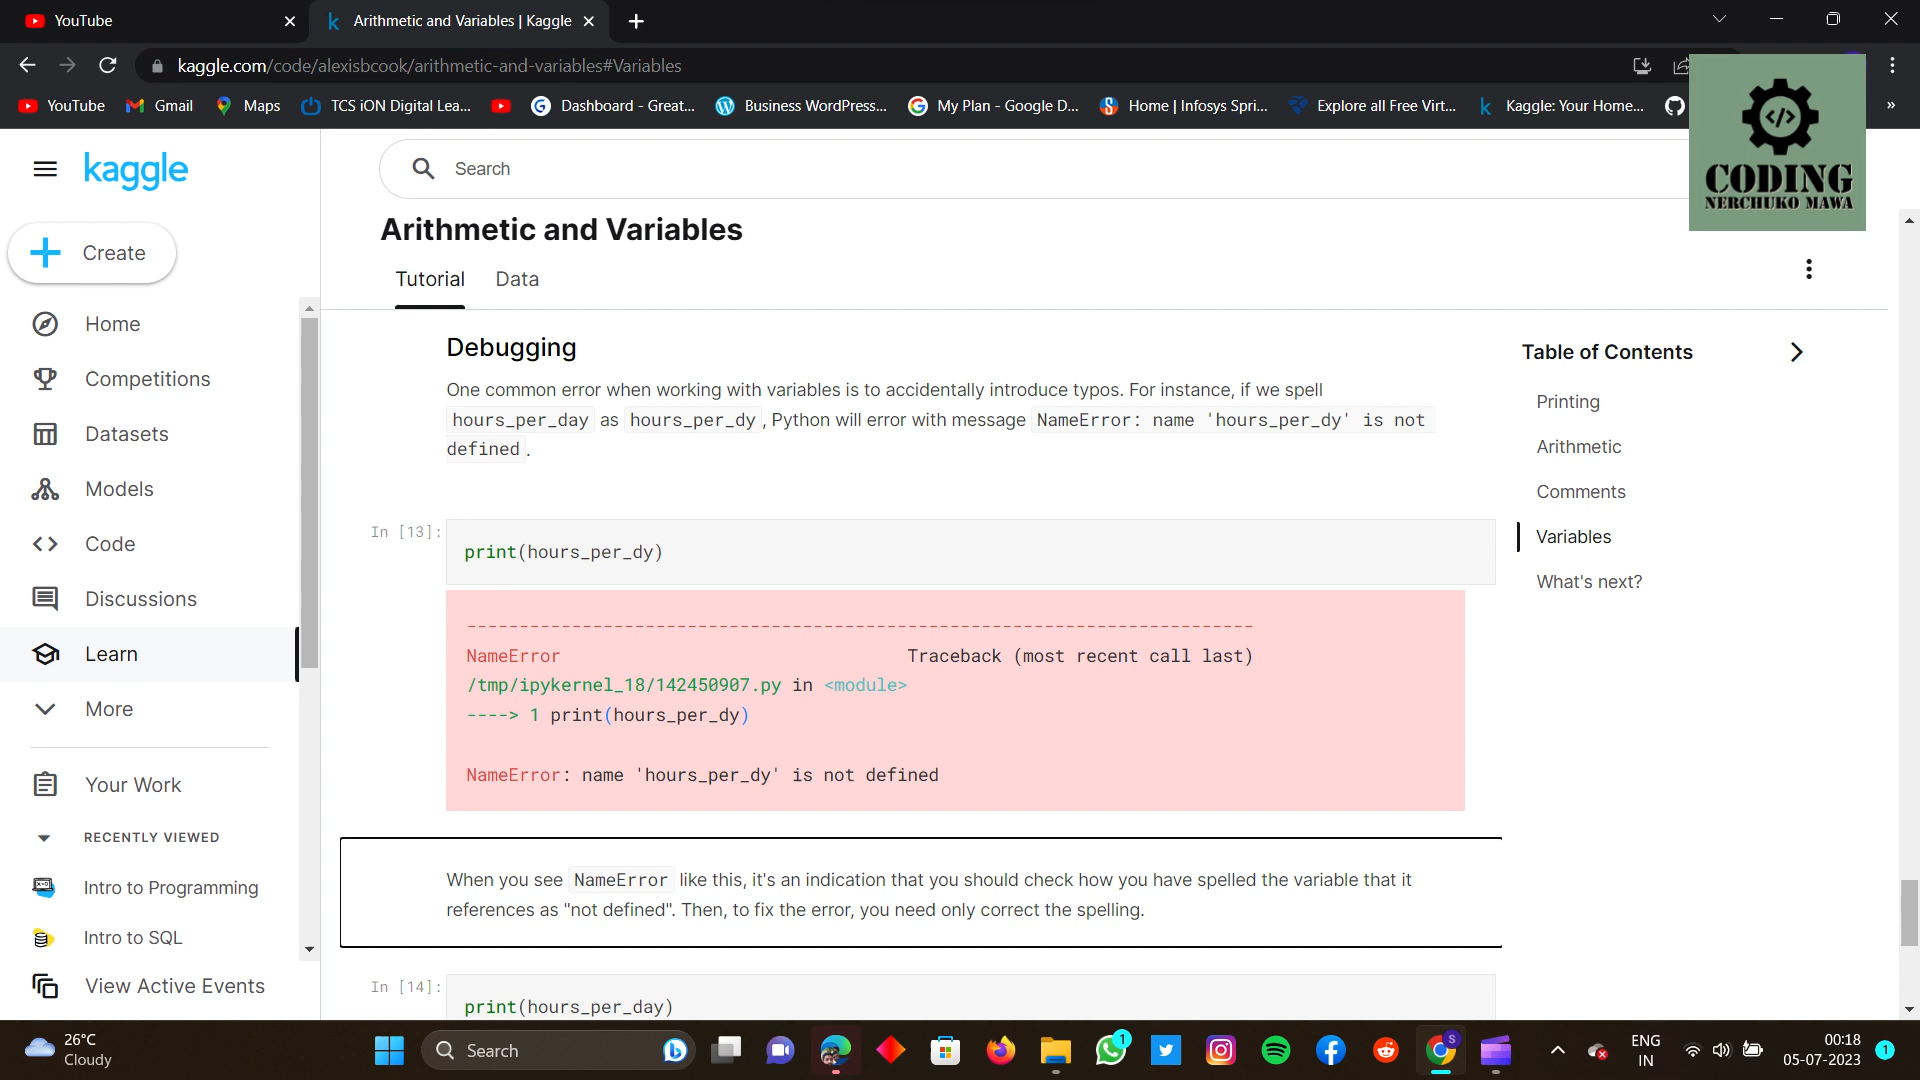 YouTube
Arithmetic and Variables | Kaggle
kaggle.com/code/alexisbcook/arithmetic-and-variables#Variables
YouTube
Gmail
Maps
TCS iON Digital Lea...
Dashboard - Great...
Business WordPress...
My Plan - Google D...
Home | Infosys Spri...
Explore all Free Virt...
Kaggle: Your Home...
»
CODING
NERCHUKO MAWA
kaggle
Search
Create
Arithmetic and Variables
Tutorial
Data
Home
Competitions
Datasets
Models
Code
Discussions
Learn
More
Your Work
RECENTLY VIEWED
Intro to Programming
Intro to SQL
View Active Events
Debugging
One common error when working with variables is to accidentally introduce typos. For instance, if we spell
hours_per_day as hours_per_dy, Python will error with message NameError: name 'hours_per_dy' is not
defined.
In [13]:
print(hours_per_dy)
---------------------------------------------------------------------------
NameError                                 Traceback (most recent call last)
/tmp/ipykernel_18/142450907.py in <module>
----> 1 print(hours_per_dy)
NameError: name 'hours_per_dy' is not defined
When you see NameError like this, it's an indication that you should check how you have spelled the variable that it
references as "not defined". Then, to fix the error, you need only correct the spelling.
In [14]:
print(hours_per_day)
Table of Contents
Printing
Arithmetic
Comments
Variables
What's next?
26°C
Cloudy
Search
1
S
ENG
IN
00:18
05-07-2023
1